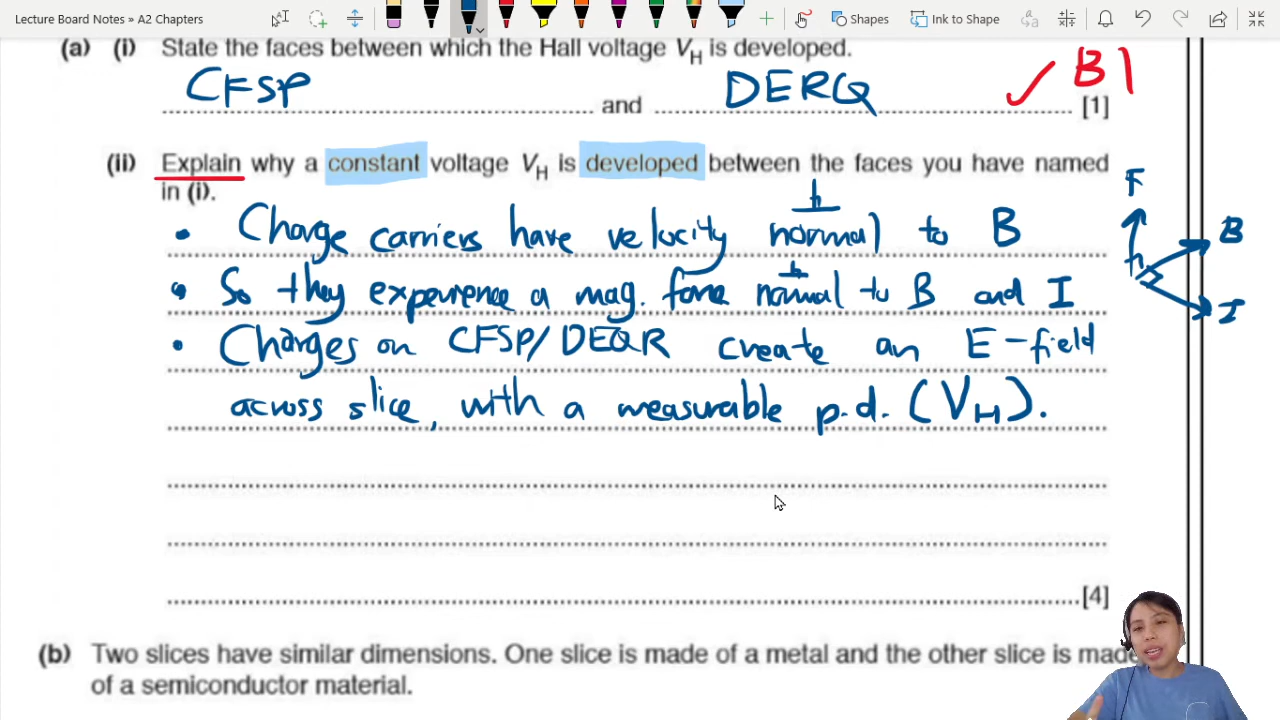 Lecture Board Notes » A2 Chapters
Shapes
Ink to Shape
(a) (i) State the faces between which the Hall voltage VH is developed.
CFSP and DERQ [1]
✓ B1
(ii) Explain why a constant voltage VH is developed between the faces you have named
in (i).
• Charge carriers have velocity normal to B
• So they experience a mag. force normal to B and I
• Charges on CFSP/DEQR create an E-field
across slice, with a measurable p.d. (VH).
F
B
I
[4]
(b) Two slices have similar dimensions. One slice is made of a metal and the other slice is made
of a semiconductor material.